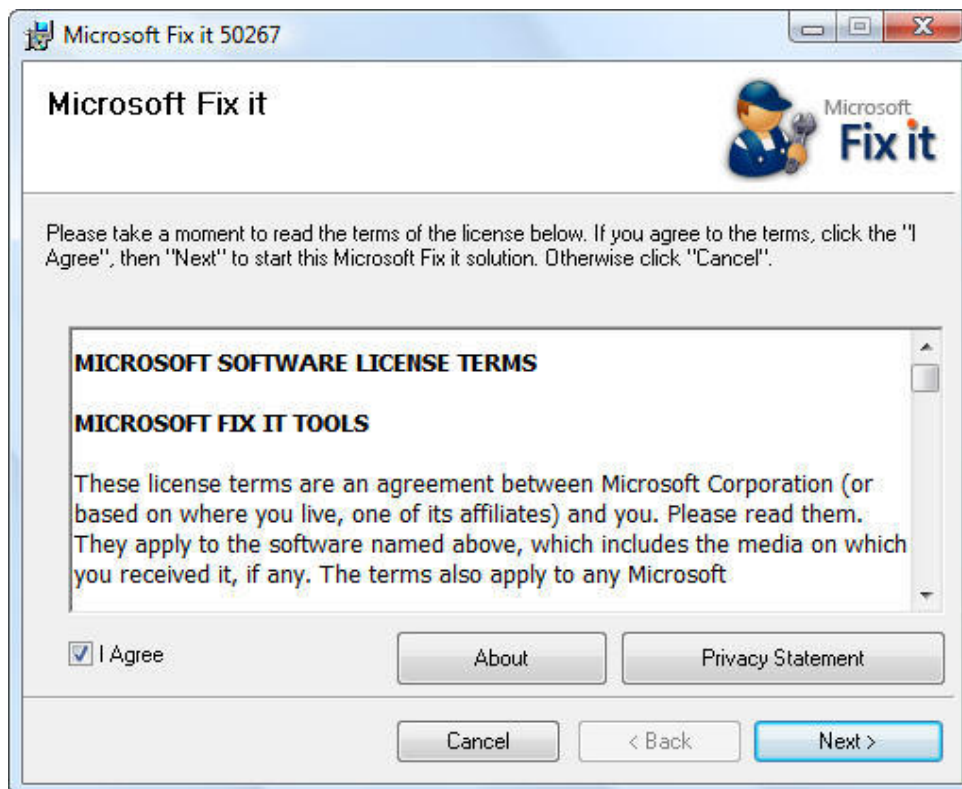 Microsoft Fix it 50267
Microsoft Fix it
Microsoft
Fix it
Please take a moment to read the terms of the license below. If you agree to the terms, click the "I
Agree", then "Next" to start this Microsoft Fix it solution. Otherwise click "Cancel".
MICROSOFT SOFTWARE LICENSE TERMS
MICROSOFT FIX IT TOOLS
These license terms are an agreement between Microsoft Corporation (or
based on where you live, one of its affiliates) and you. Please read them.
They apply to the software named above, which includes the media on which
you received it, if any. The terms also apply to any Microsoft
I Agree
About
Privacy Statement
Cancel
< Back
Next >